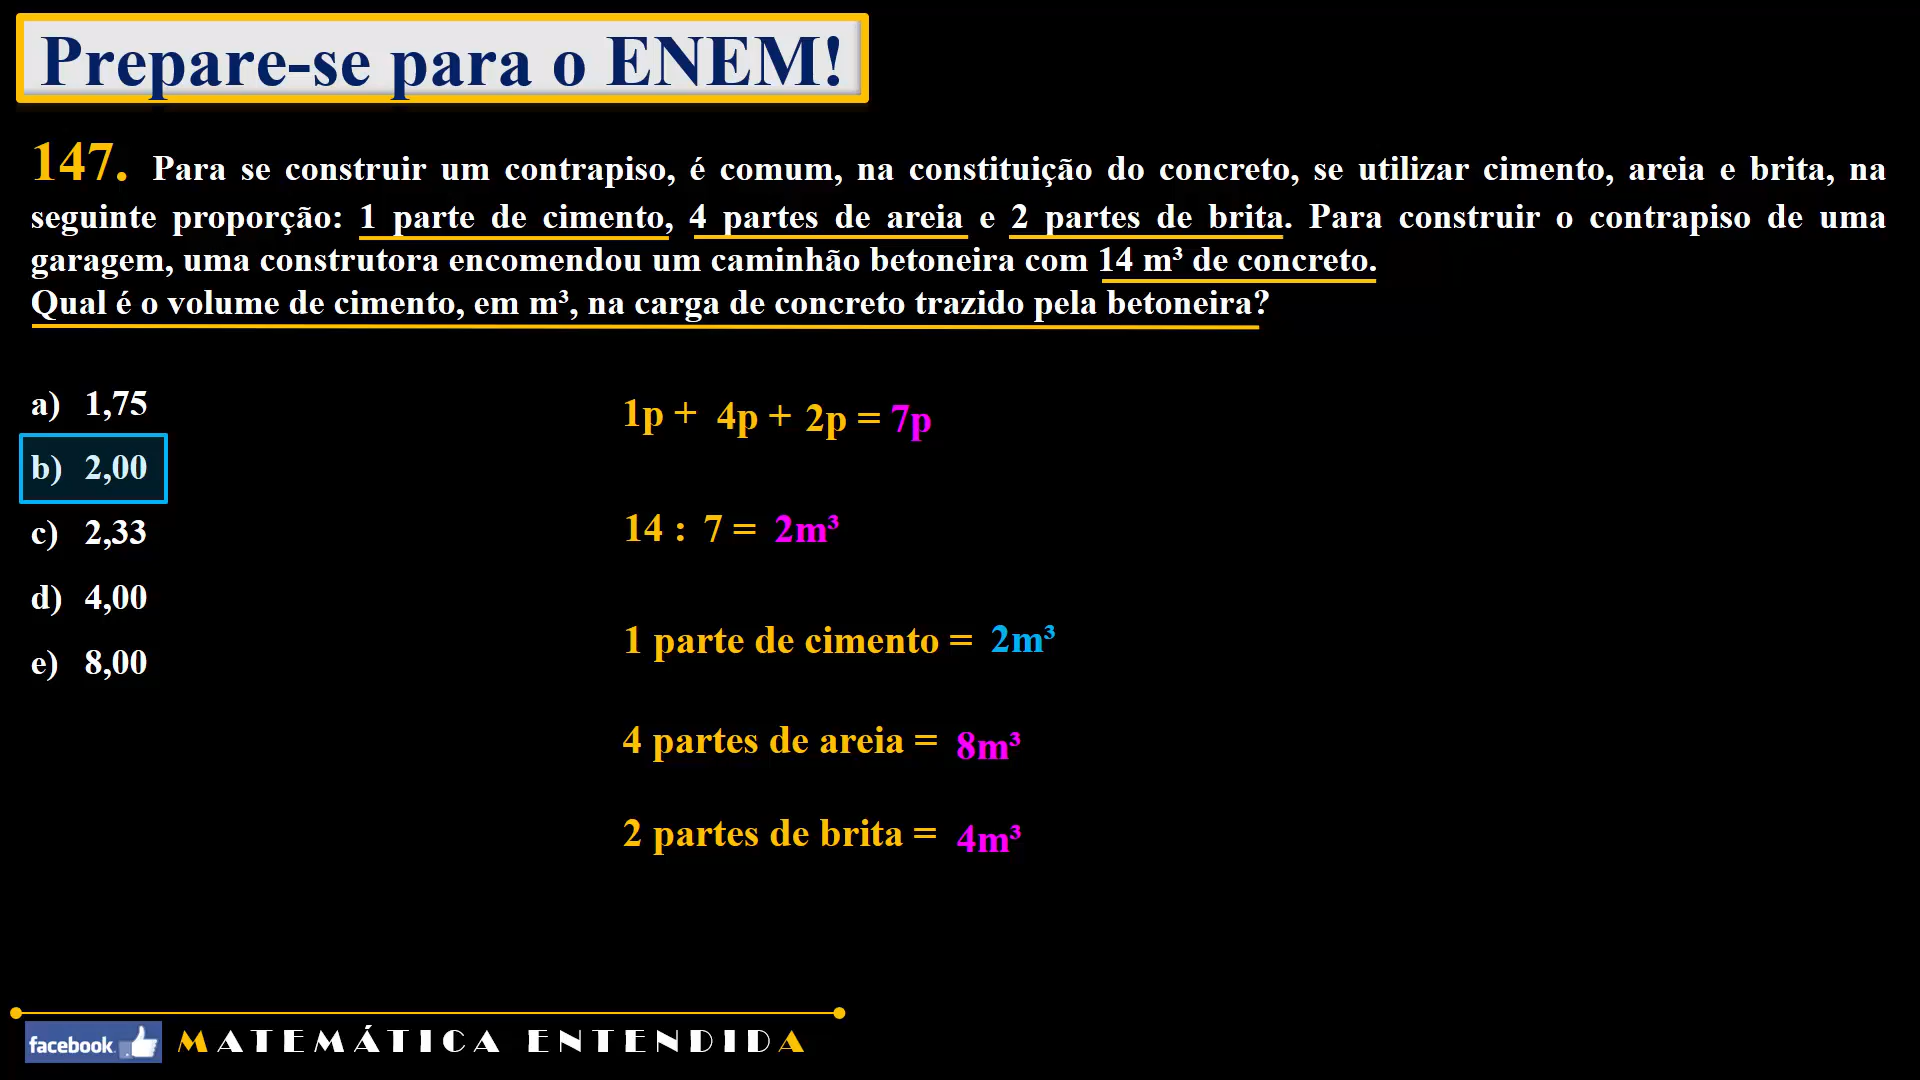 Prepare-se para o ENEM!
147. Para se construir um contrapiso, é comum, na constituição do concreto, se utilizar cimento, areia e brita, na
seguinte proporção: 1 parte de cimento, 4 partes de areia e 2 partes de brita. Para construir o contrapiso de uma
garagem, uma construtora encomendou um caminhão betoneira com 14 m³ de concreto.
Qual é o volume de cimento, em m³, na carga de concreto trazido pela betoneira?
a) 1,75
b) 2,00
c) 2,33
d) 4,00
e) 8,00
1p + 4p + 2p = 7p
14 : 7 = 2m³
1 parte de cimento = 2m³
4 partes de areia = 8m³
2 partes de brita = 4m³
facebook MATEMÁTICA ENTENDIDA